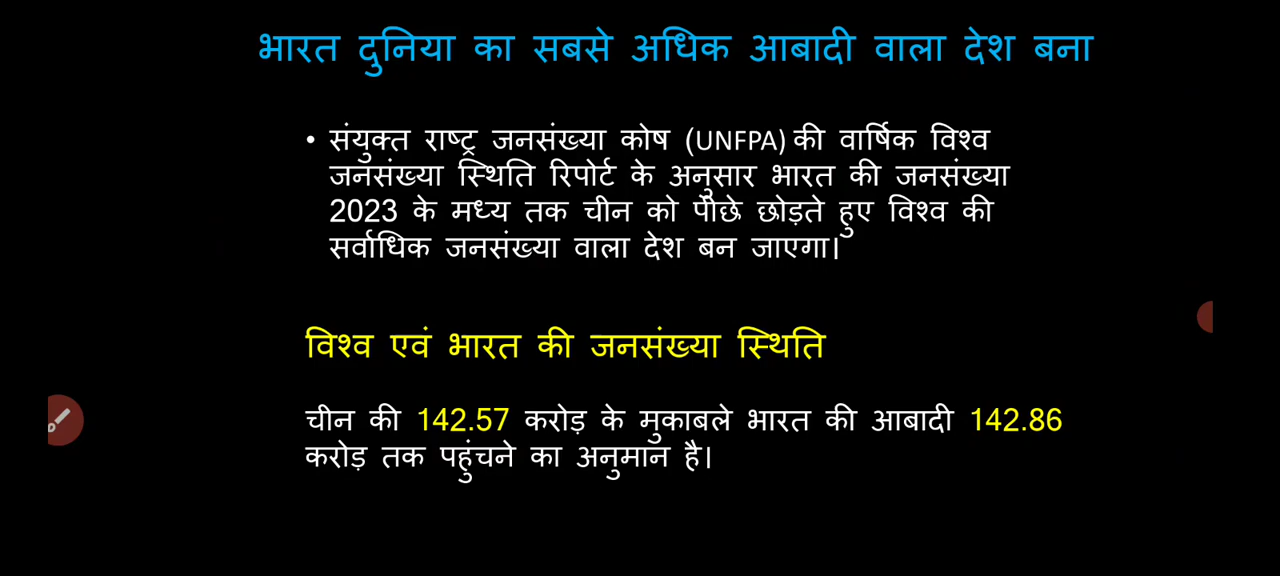 भारत दुनिया का सबसे अधिक आबादी वाला देश बना
• संयुक्त राष्ट्र जनसंख्या कोष (UNFPA) की वार्षिक विश्व
जनसंख्या स्थिति रिपोर्ट के अनुसार भारत की जनसंख्या
2023 के मध्य तक चीन को पीछे छोड़ते हुए विश्व की
सर्वाधिक जनसंख्या वाला देश बन जाएगा।
विश्व एवं भारत की जनसंख्या स्थिति
चीन की 142.57 करोड़ के मुकाबले भारत की आबादी 142.86
करोड़ तक पहुंचने का अनुमान है।